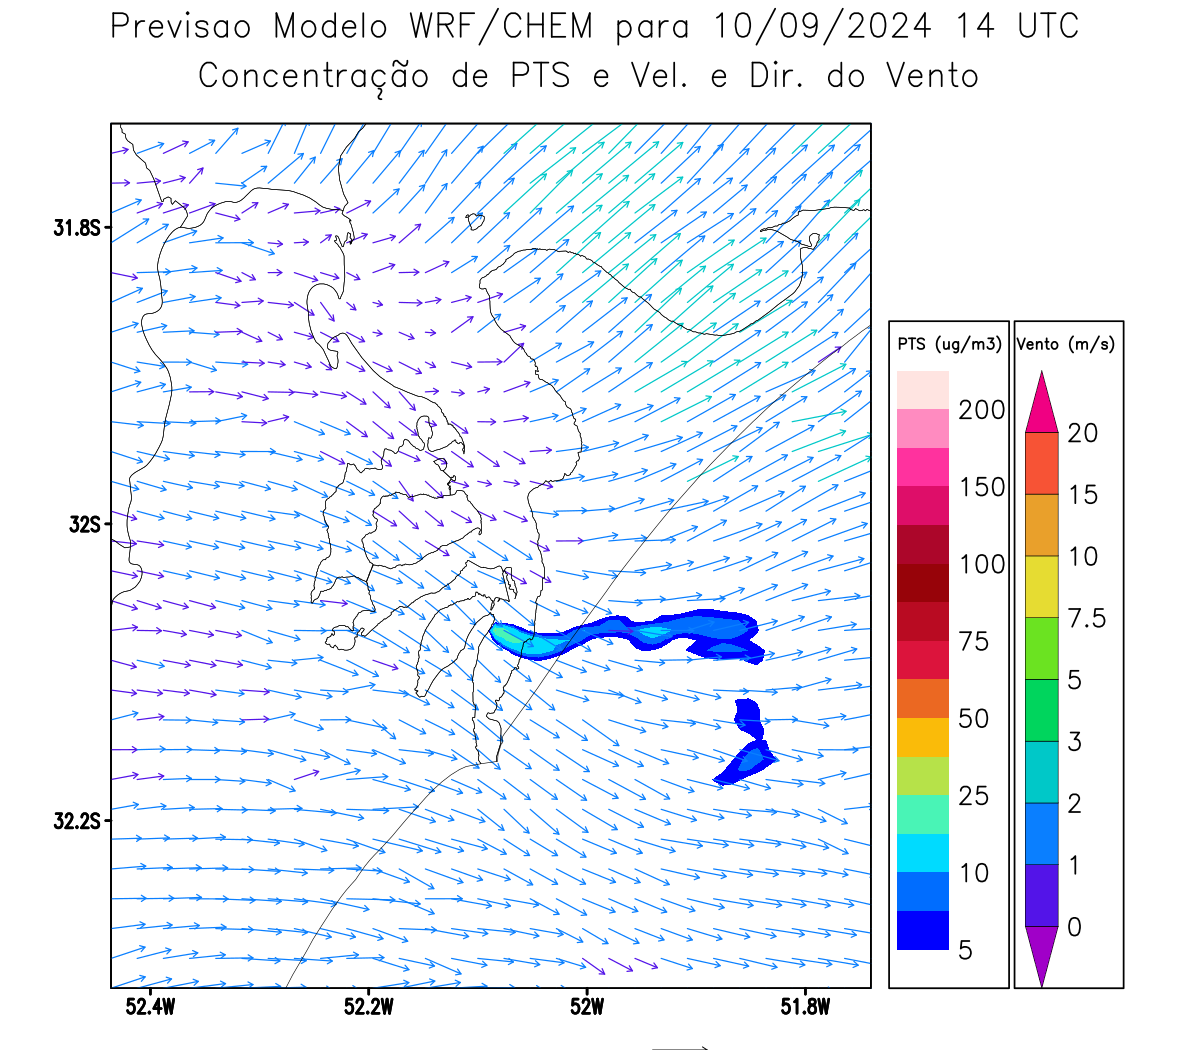 Previsao Modelo WRF/CHEM para 10/09/2024 14 UTC
Concentração de PTS e Vel. e Dir. do Vento
31.8S
32S
32.2S
52.4W
52.2W
52W
51.8W
PTS (ug/m3)
200
150
100
75
50
25
10
5
Vento (m/s)
20
15
10
7.5
5
3
2
1
0